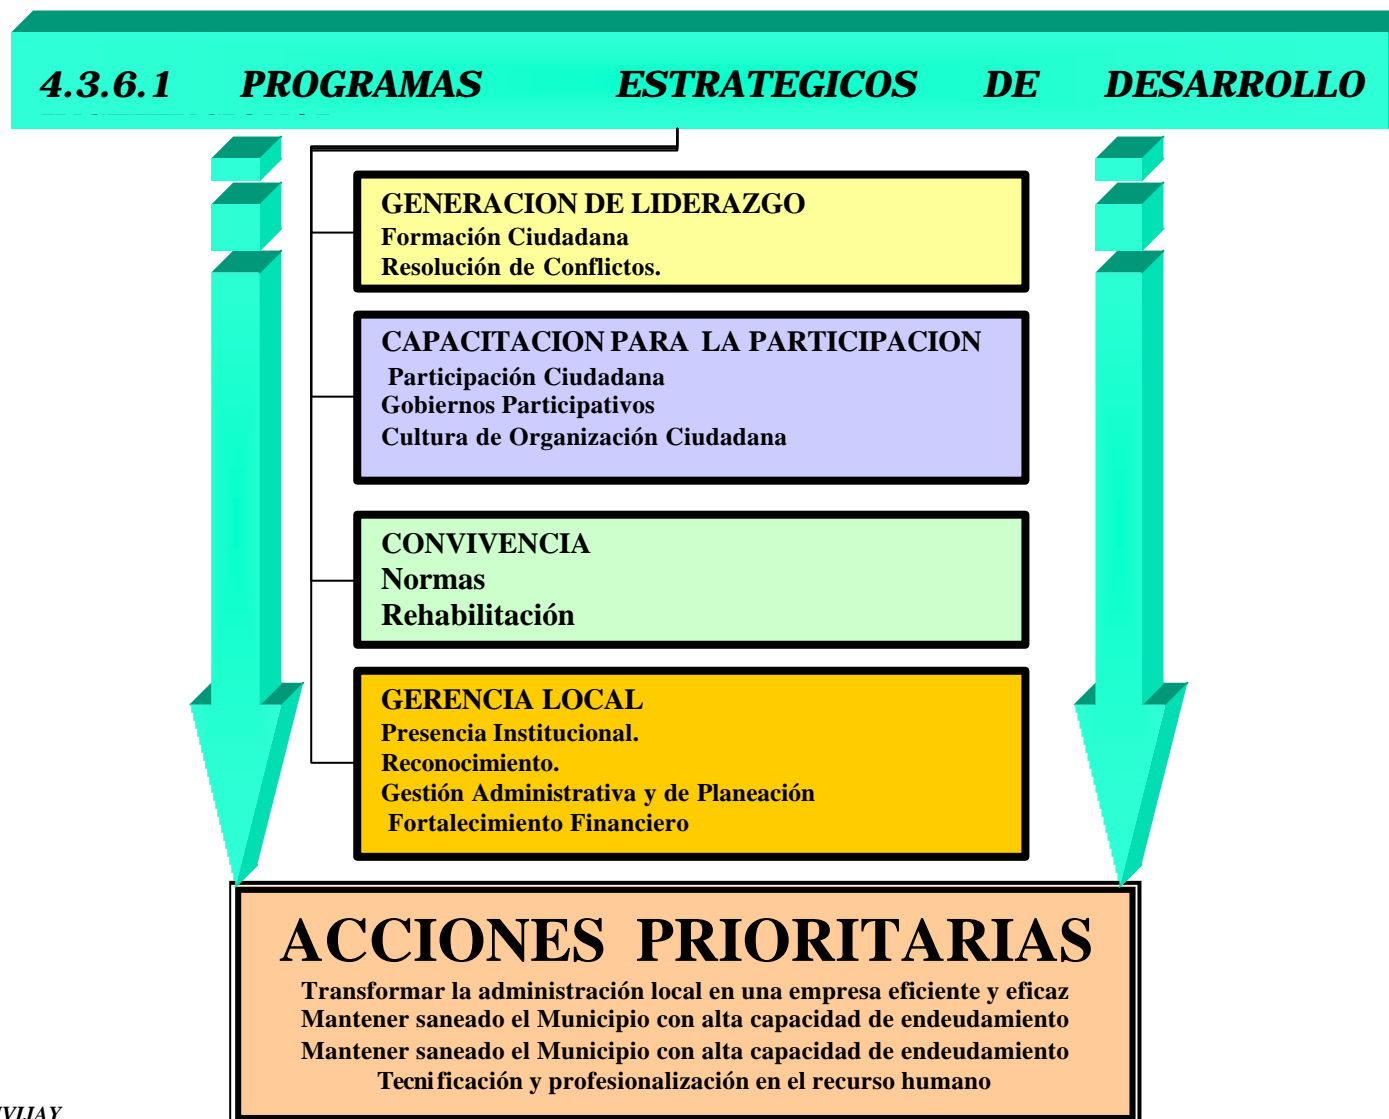 4.3.6.1 PROGRAMAS ESTRATEGICOS DE DESARROLLO
GENERACION DE LIDERAZGO
Formación Ciudadana
Resolución de Conflictos.
CAPACITACION PARA LA PARTICIPACION
Participación Ciudadana
Gobiernos Participativos
Cultura de Organización Ciudadana
CONVIVENCIA
Normas
Rehabilitación
GERENCIA LOCAL
Presencia Institucional.
Reconocimiento.
Gestión Administrativa y de Planeación
Fortalecimiento Financiero
ACCIONES PRIORITARIAS
Transformar la administración local en una empresa eficiente y eficaz
Mantener saneado el Municipio con alta capacidad de endeudamiento
Mantener saneado el Municipio con alta capacidad de endeudamiento
Tecnificación y profesionalización en el recurso humano